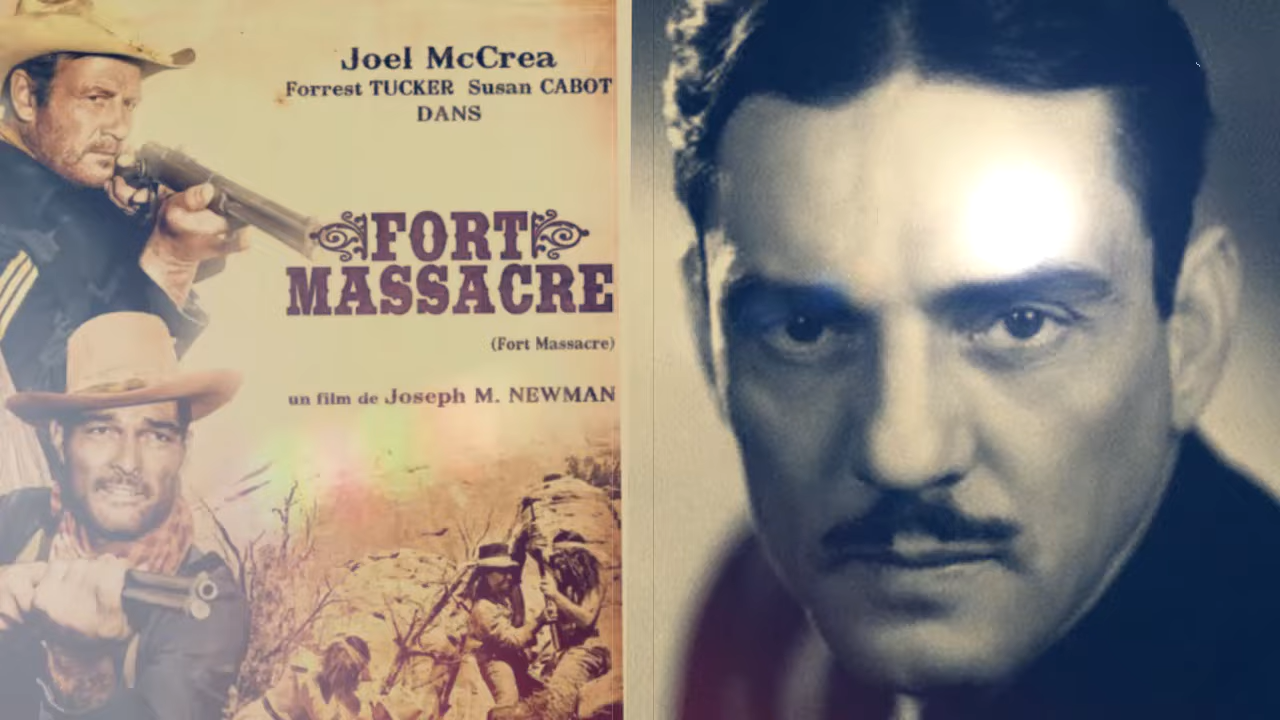 Joel McCrea
Forrest TUCKER Susan CABOT
DANS
FORT
MASSACRE
(Fort Massacre)
un film de Joseph M. NEWMAN